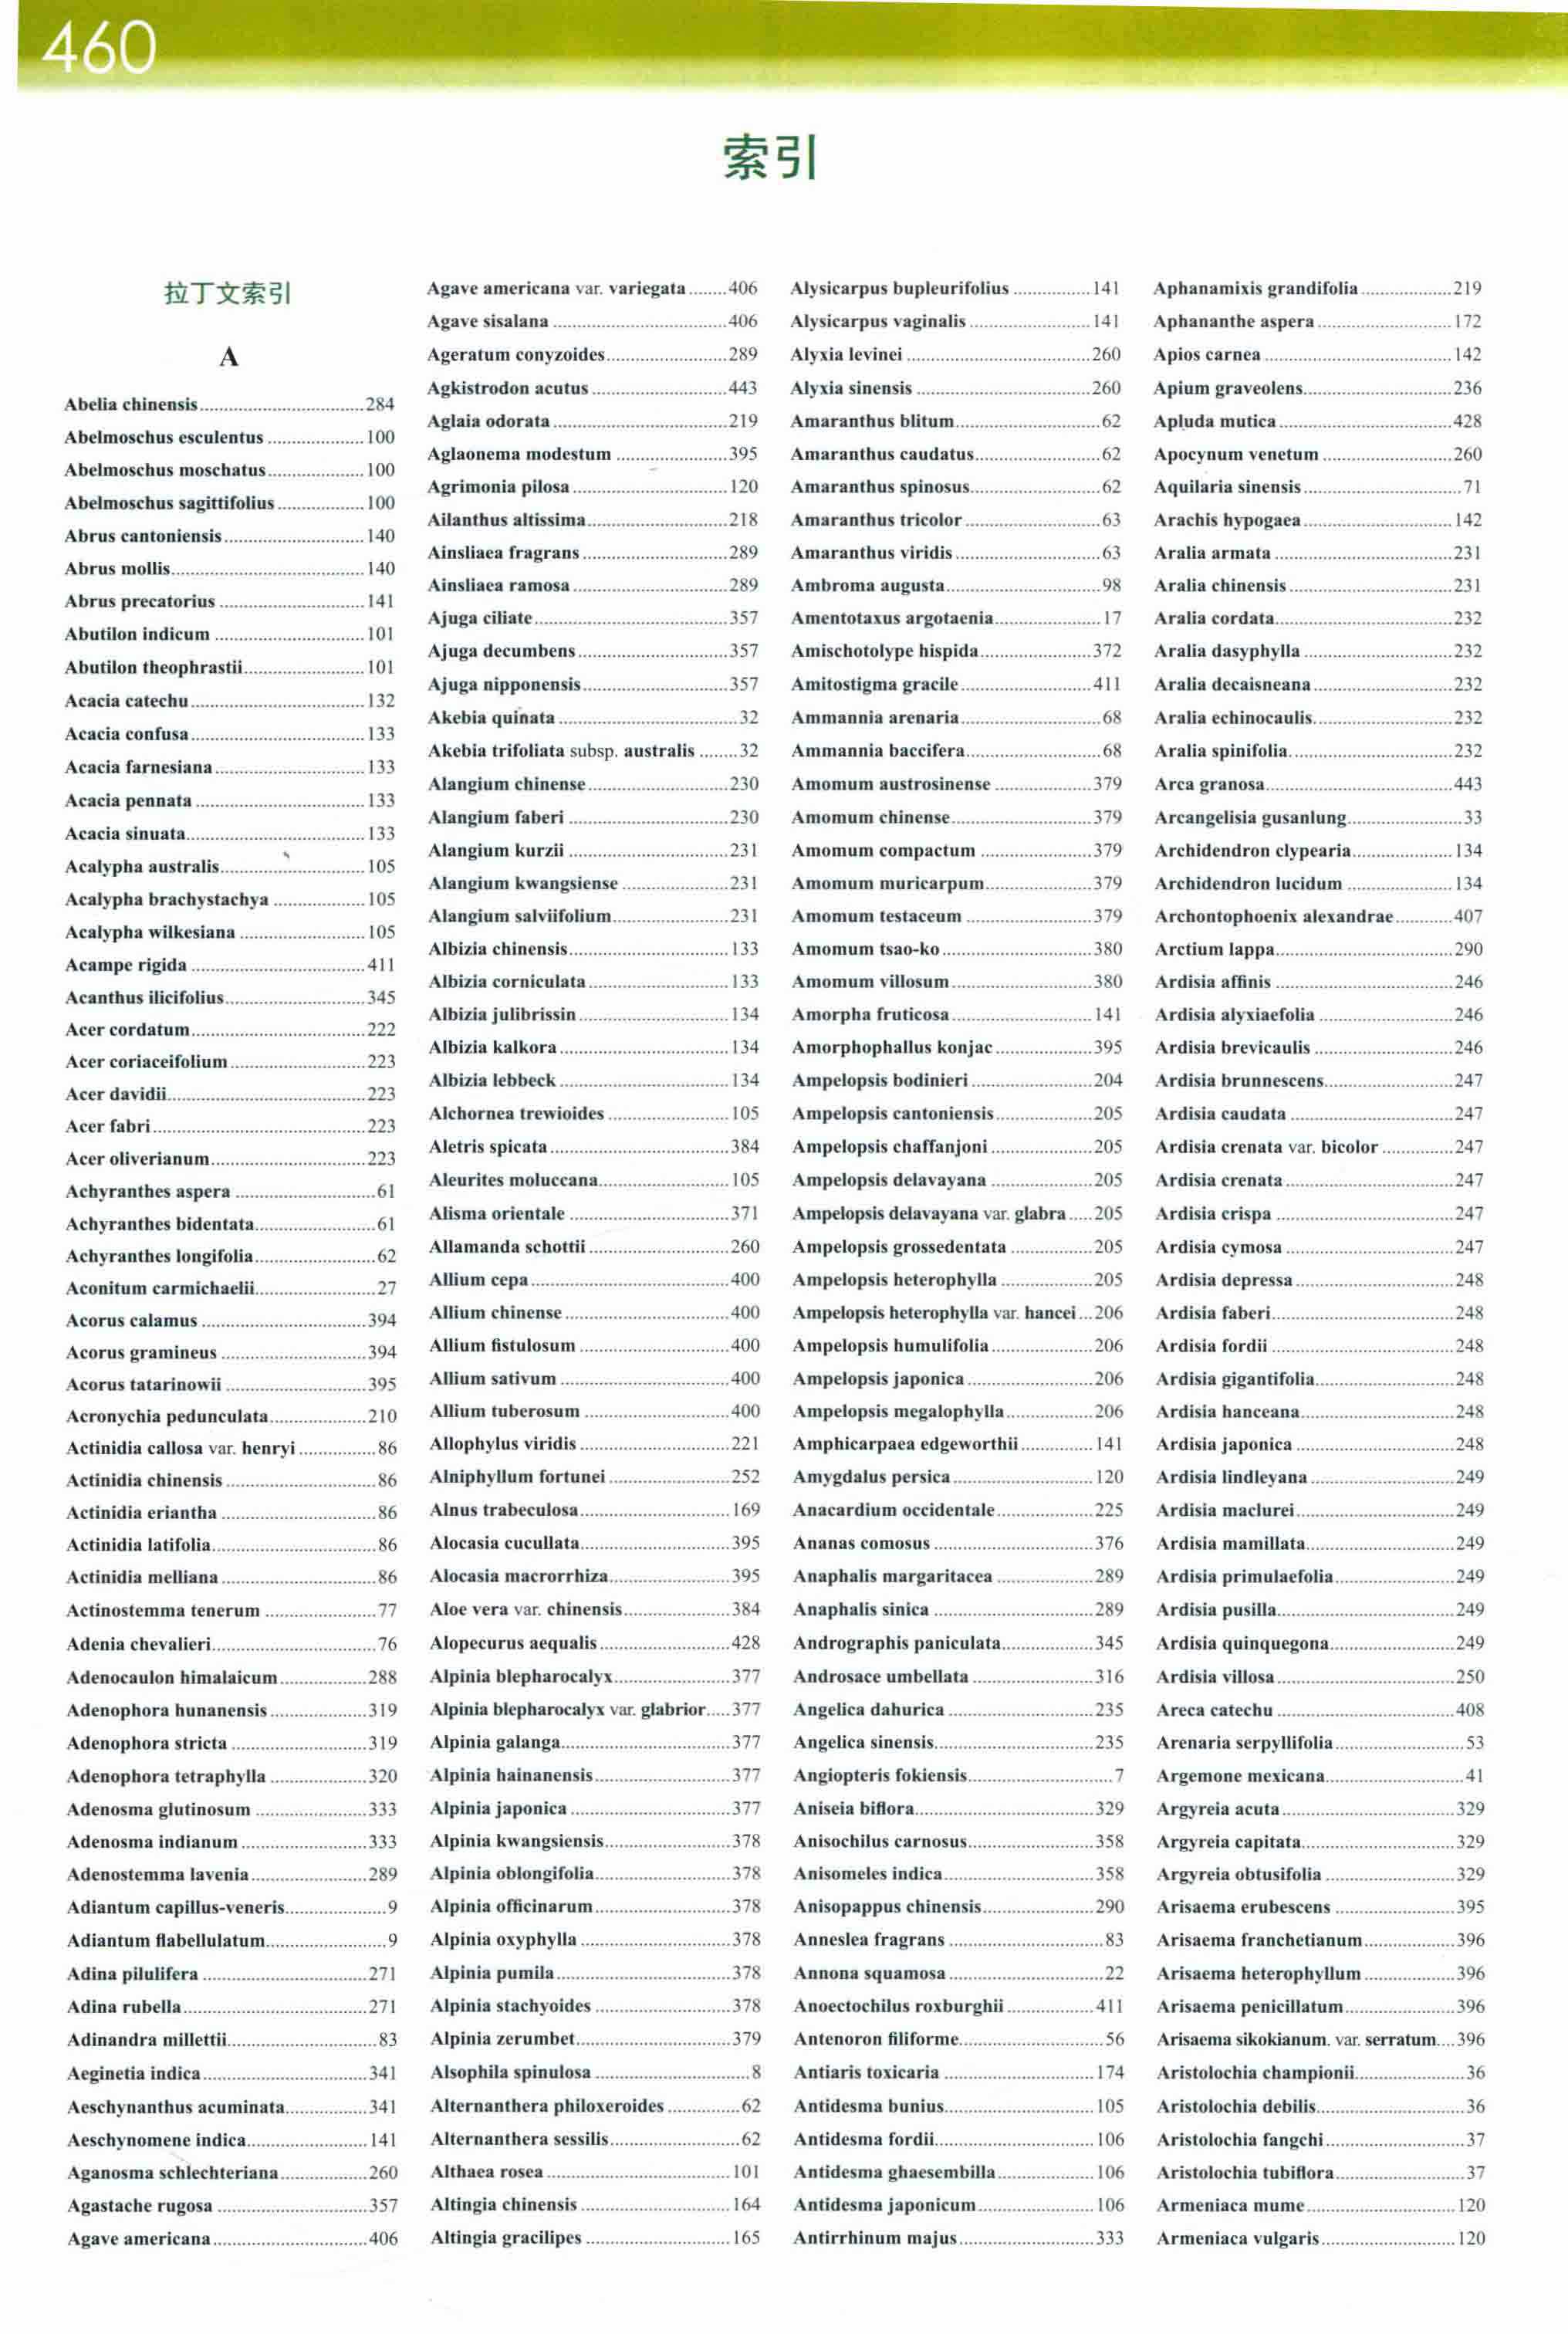 460
索引
拉丁文索引
A
Abelia chinensis ..... 284
Abelmoschus esculentus ..... 100
Abelmoschus moschatus ..... 100
Abelmoschus sagittifolius ..... 100
Abrus cantoniensis ..... 140
Abrus mollis ..... 140
Abrus precatorius ..... 141
Abutilon indicum ..... 101
Abutilon theophrastii ..... 101
Acacia catechu ..... 132
Acacia confusa ..... 133
Acacia farnesiana ..... 133
Acacia pennata ..... 133
Acacia sinuata ..... 133
Acalypha australis ..... 105
Acalypha brachystachya ..... 105
Acalypha wilkesiana ..... 105
Acampe rigida ..... 411
Acanthus ilicifolius ..... 345
Acer cordatum ..... 222
Acer coriaceifolium ..... 223
Acer davidii ..... 223
Acer fabri ..... 223
Acer oliverianum ..... 223
Achyranthes aspera ..... 61
Achyranthes bidentata ..... 61
Achyranthes longifolia ..... 62
Aconitum carmichaelii ..... 27
Acorus calamus ..... 394
Acorus gramineus ..... 394
Acorus tatarinowii ..... 395
Acronychia pedunculata ..... 210
Actinidia callosa var. henryi ..... 86
Actinidia chinensis ..... 86
Actinidia eriantha ..... 86
Actinidia latifolia ..... 86
Actinidia melliana ..... 86
Actinostemma tenerum ..... 77
Adenia chevalieri ..... 76
Adenocaulon himalaicum ..... 288
Adenophora hunanensis ..... 319
Adenophora stricta ..... 319
Adenophora tetraphylla ..... 320
Adenosma glutinosum ..... 333
Adenosma indianum ..... 333
Adenostemma lavenia ..... 289
Adiantum capillus-veneris ..... 9
Adiantum flabellulatum ..... 9
Adina pilulifera ..... 271
Adina rubella ..... 271
Adinandra millettii ..... 83
Aeginetia indica ..... 341
Aeschynanthus acuminata ..... 341
Aeschynomene indica ..... 141
Aganosma schlechteriana ..... 260
Agastache rugosa ..... 357
Agave americana ..... 406
Agave americana var. variegata ..... 406
Agave sisalana ..... 406
Ageratum conyzoides ..... 289
Agkistrodon acutus ..... 443
Aglaia odorata ..... 219
Aglaonema modestum ..... 395
Agrimonia pilosa ..... 120
Ailanthus altissima ..... 218
Ainsliaea fragrans ..... 289
Ainsliaea ramosa ..... 289
Ajuga ciliate ..... 357
Ajuga decumbens ..... 357
Ajuga nipponensis ..... 357
Akebia quinata ..... 32
Akebia trifoliata subsp. australis ..... 32
Alangium chinense ..... 230
Alangium faberi ..... 230
Alangium kurzii ..... 231
Alangium kwangsiense ..... 231
Alangium salviifolium ..... 231
Albizia chinensis ..... 133
Albizia corniculata ..... 133
Albizia julibrissin ..... 134
Albizia kalkora ..... 134
Albizia lebbeck ..... 134
Alchornea trewioides ..... 105
Aletris spicata ..... 384
Aleurites moluccana ..... 105
Alisma orientale ..... 371
Allamanda schottii ..... 260
Allium cepa ..... 400
Allium chinense ..... 400
Allium fistulosum ..... 400
Allium sativum ..... 400
Allium tuberosum ..... 400
Allophylus viridis ..... 221
Alniphyllum fortunei ..... 252
Alnus trabeculosa ..... 169
Alocasia cucullata ..... 395
Alocasia macrorrhiza ..... 395
Aloe vera var. chinensis ..... 384
Alopecurus aequalis ..... 428
Alpinia blepharocalyx ..... 377
Alpinia blepharocalyx var. glabrior ..... 377
Alpinia galanga ..... 377
Alpinia hainanensis ..... 377
Alpinia japonica ..... 377
Alpinia kwangsiensis ..... 378
Alpinia oblongifolia ..... 378
Alpinia officinarum ..... 378
Alpinia oxyphylla ..... 378
Alpinia pumila ..... 378
Alpinia stachyoides ..... 378
Alpinia zerumbet ..... 379
Alsophila spinulosa ..... 8
Alternanthera philoxeroides ..... 62
Alternanthera sessilis ..... 62
Althaea rosea ..... 101
Altingia chinensis ..... 164
Altingia gracilipes ..... 165
Alysicarpus bupleurifolius ..... 141
Alysicarpus vaginalis ..... 141
Alyxia levinei ..... 260
Alyxia sinensis ..... 260
Amaranthus blitum ..... 62
Amaranthus caudatus ..... 62
Amaranthus spinosus ..... 62
Amaranthus tricolor ..... 63
Amaranthus viridis ..... 63
Ambroma augusta ..... 98
Amentotaxus argotaenia ..... 17
Amischotolype hispida ..... 372
Amitostigma gracile ..... 411
Ammannia arenaria ..... 68
Ammannia baccifera ..... 68
Amomum austrosinense ..... 379
Amomum chinense ..... 379
Amomum compactum ..... 379
Amomum muricarpum ..... 379
Amomum testaceum ..... 379
Amomum tsao-ko ..... 380
Amomum villosum ..... 380
Amorpha fruticosa ..... 141
Amorphophallus konjac ..... 395
Ampelopsis bodinieri ..... 204
Ampelopsis cantoniensis ..... 205
Ampelopsis chaffanjoni ..... 205
Ampelopsis delavayana ..... 205
Ampelopsis delavayana var. glabra ..... 205
Ampelopsis grossedentata ..... 205
Ampelopsis heterophylla ..... 205
Ampelopsis heterophylla var. hancei ... 206
Ampelopsis humulifolia ..... 206
Ampelopsis japonica ..... 206
Ampelopsis megalophylla ..... 206
Amphicarpaea edgeworthii ..... 141
Amygdalus persica ..... 120
Anacardium occidentale ..... 225
Ananas comosus ..... 376
Anaphalis margaritacea ..... 289
Anaphalis sinica ..... 289
Andrographis paniculata ..... 345
Androsace umbellata ..... 316
Angelica dahurica ..... 235
Angelica sinensis ..... 235
Angiopteris fokiensis ..... 7
Aniseia biflora ..... 329
Anisochilus carnosus ..... 358
Anisomeles indica ..... 358
Anisopappus chinensis ..... 290
Anneslea fragrans ..... 83
Annona squamosa ..... 22
Anoectochilus roxburghii ..... 411
Antenoron filiforme ..... 56
Antiaris toxicaria ..... 174
Antidesma bunius ..... 105
Antidesma fordii ..... 106
Antidesma ghaesembilla ..... 106
Antidesma japonicum ..... 106
Antirrhinum majus ..... 333
Aphanamixis grandifolia ..... 219
Aphananthe aspera ..... 172
Apios carnea ..... 142
Apium graveolens ..... 236
Apluda mutica ..... 428
Apocynum venetum ..... 260
Aquilaria sinensis ..... 71
Arachis hypogaea ..... 142
Aralia armata ..... 231
Aralia chinensis ..... 231
Aralia cordata ..... 232
Aralia dasyphylla ..... 232
Aralia decaisneana ..... 232
Aralia echinocaulis ..... 232
Aralia spinifolia ..... 232
Arca granosa ..... 443
Arcangelisia gusanlung ..... 33
Archidendron clypearia ..... 134
Archidendron lucidum ..... 134
Archontophoenix alexandrae ..... 407
Arctium lappa ..... 290
Ardisia affinis ..... 246
Ardisia alyxiaefolia ..... 246
Ardisia brevicaulis ..... 246
Ardisia brunnescens ..... 247
Ardisia caudata ..... 247
Ardisia crenata var. bicolor ..... 247
Ardisia crenata ..... 247
Ardisia crispa ..... 247
Ardisia cymosa ..... 247
Ardisia depressa ..... 248
Ardisia faberi ..... 248
Ardisia fordii ..... 248
Ardisia gigantifolia ..... 248
Ardisia hanceana ..... 248
Ardisia japonica ..... 248
Ardisia lindleyana ..... 249
Ardisia maclurei ..... 249
Ardisia mamillata ..... 249
Ardisia primulaefolia ..... 249
Ardisia pusilla ..... 249
Ardisia quinquegona ..... 249
Ardisia villosa ..... 250
Areca catechu ..... 408
Arenaria serpyllifolia ..... 53
Argemone mexicana ..... 41
Argyreia acuta ..... 329
Argyreia capitata ..... 329
Argyreia obtusifolia ..... 329
Arisaema erubescens ..... 395
Arisaema franchetianum ..... 396
Arisaema heterophyllum ..... 396
Arisaema penicillatum ..... 396
Arisaema sikokianum. var. serratum .... 396
Aristolochia championii ..... 36
Aristolochia debilis ..... 36
Aristolochia fangchi ..... 37
Aristolochia tubiflora ..... 37
Armeniaca mume ..... 120
Armeniaca vulgaris ..... 120